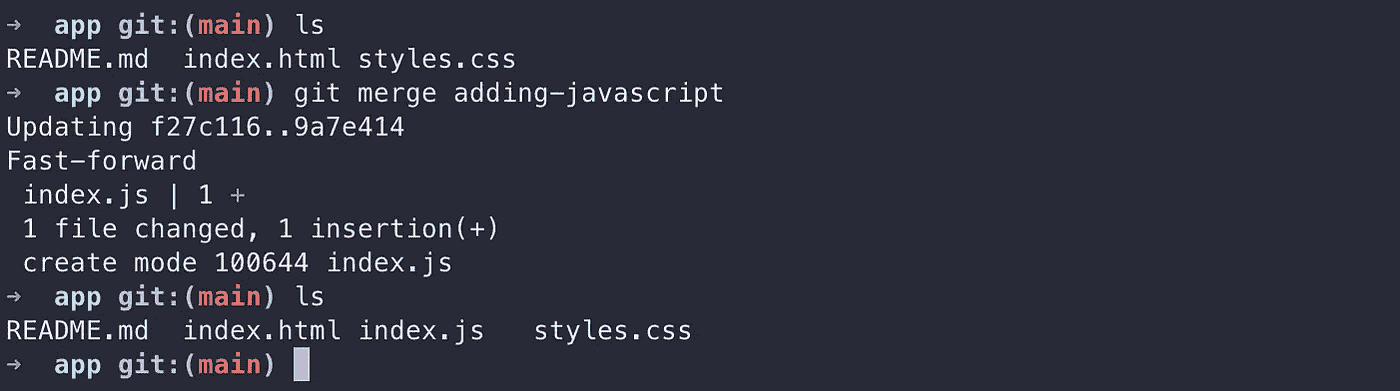 →  app git:(main) ls
README.md  index.html styles.css
→  app git:(main) git merge adding-javascript
Updating f27c116..9a7e414
Fast-forward
 index.js | 1 +
 1 file changed, 1 insertion(+)
 create mode 100644 index.js
→  app git:(main) ls
README.md  index.html index.js   styles.css
→  app git:(main)